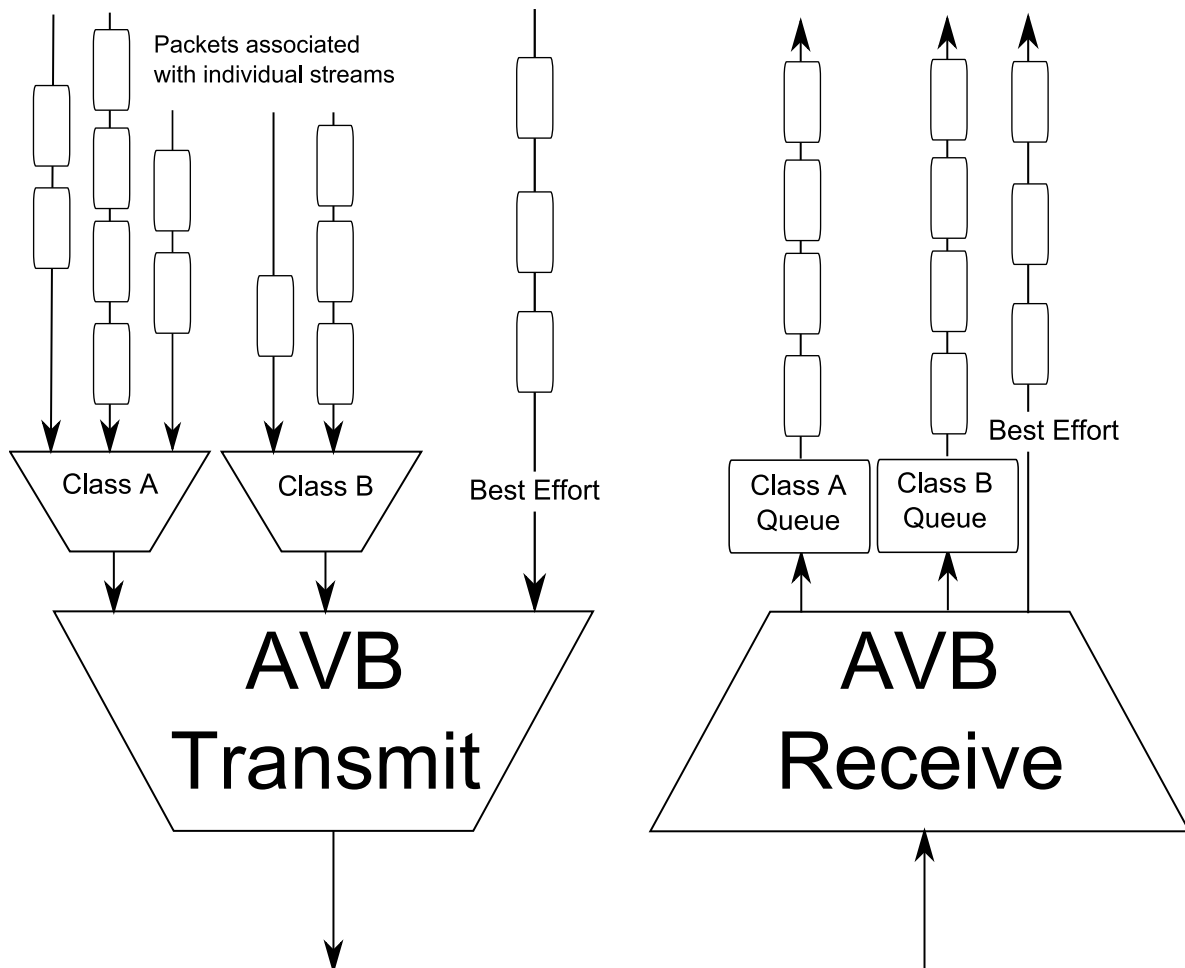 Packets associated
with individual streams
Class A
Class B
Best Effort
AVB
Transmit
Best Effort
Class A
Queue
Class B
Queue
AVB
Receive